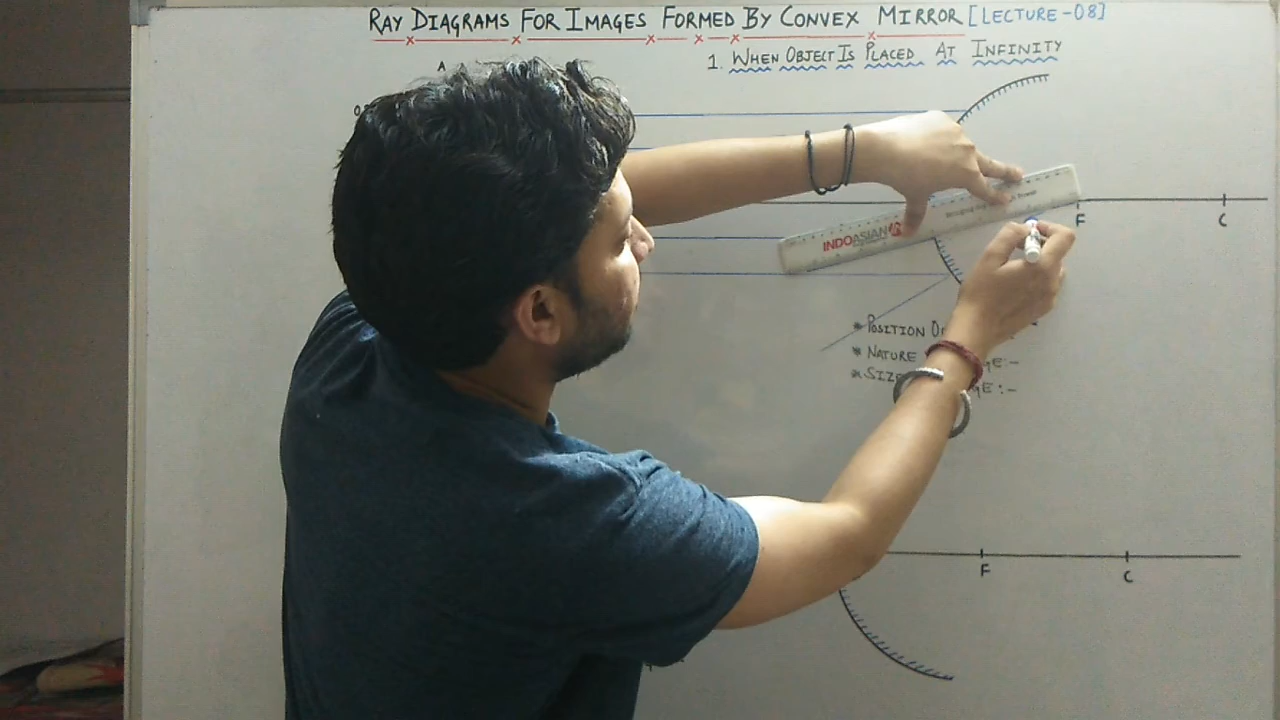 RAY DIAGRAMS FOR IMAGES FORMED BY CONVEX MIRROR [LECTURE-08]
1. WHEN OBJECT IS PLACED AT INFINITY
A
F
C
INDOASIAN
* POSITION
* NATURE :-
* SIZE :-
F
C